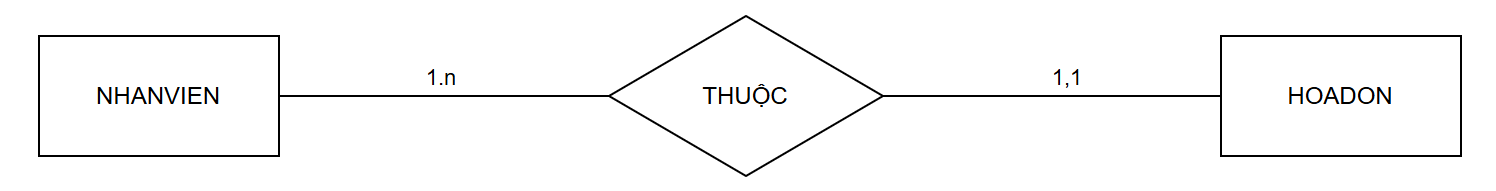 NHANVIEN
1.n
THUỘC
1,1
HOADON